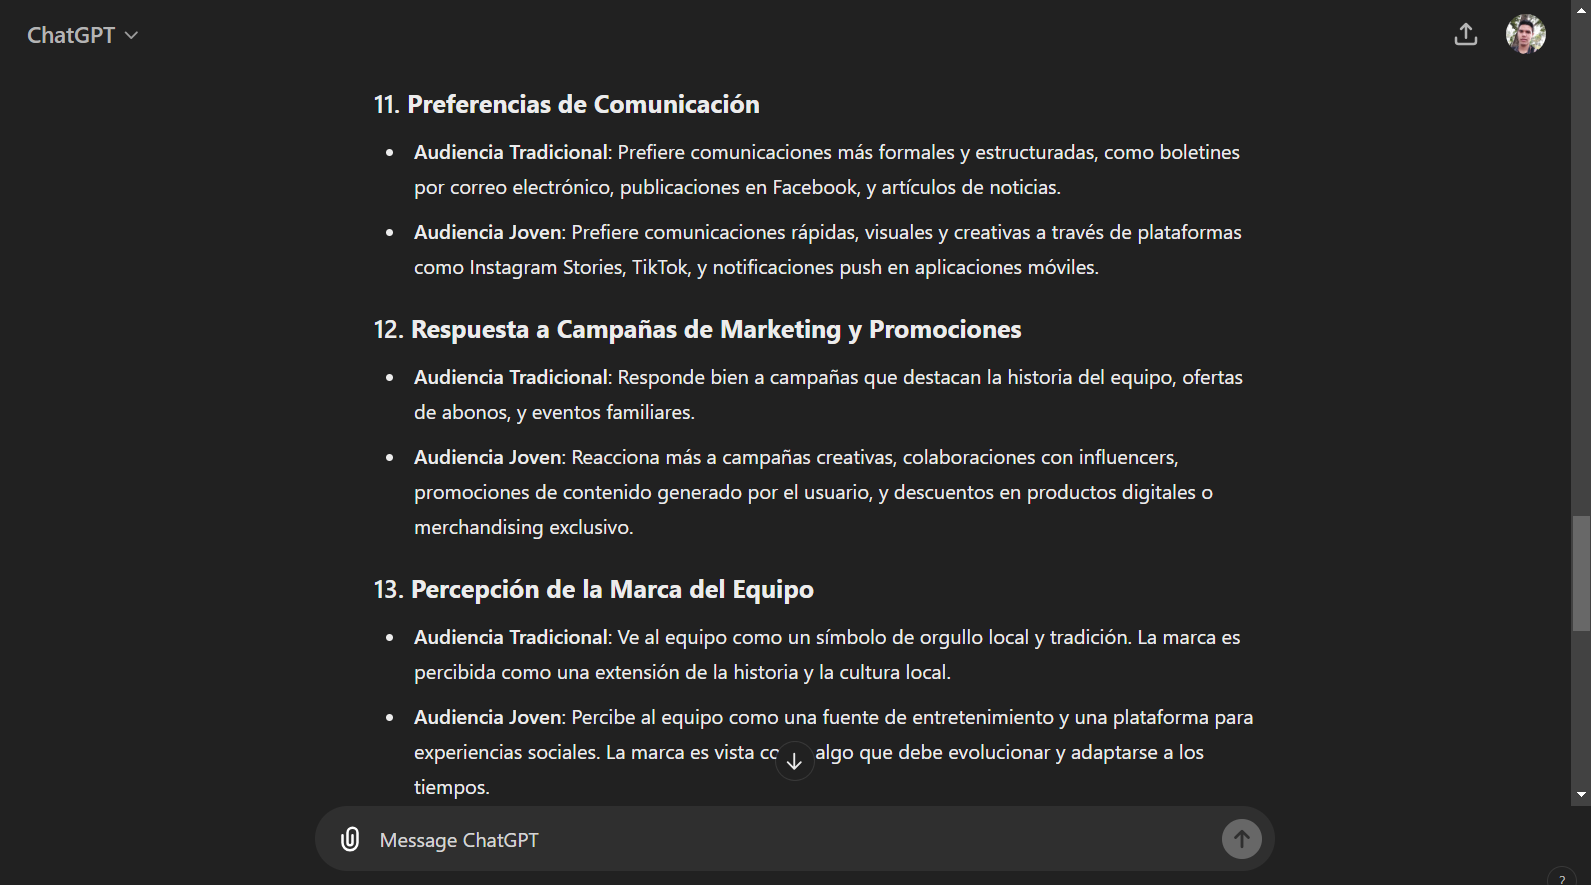 ChatGPT
11. Preferencias de Comunicación
Audiencia Tradicional: Prefiere comunicaciones más formales y estructuradas, como boletines
por correo electrónico, publicaciones en Facebook, y artículos de noticias.
Audiencia Joven: Prefiere comunicaciones rápidas, visuales y creativas a través de plataformas
como Instagram Stories, TikTok, y notificaciones push en aplicaciones móviles.
12. Respuesta a Campañas de Marketing y Promociones
Audiencia Tradicional: Responde bien a campañas que destacan la historia del equipo, ofertas
de abonos, y eventos familiares.
Audiencia Joven: Reacciona más a campañas creativas, colaboraciones con influencers,
promociones de contenido generado por el usuario, y descuentos en productos digitales o
merchandising exclusivo.
13. Percepción de la Marca del Equipo
Audiencia Tradicional: Ve al equipo como un símbolo de orgullo local y tradición. La marca es
percibida como una extensión de la historia y la cultura local.
Audiencia Joven: Percibe al equipo como una fuente de entretenimiento y una plataforma para
experiencias sociales. La marca es vista co algo que debe evolucionar y adaptarse a los
tiempos.
Message ChatGPT
?